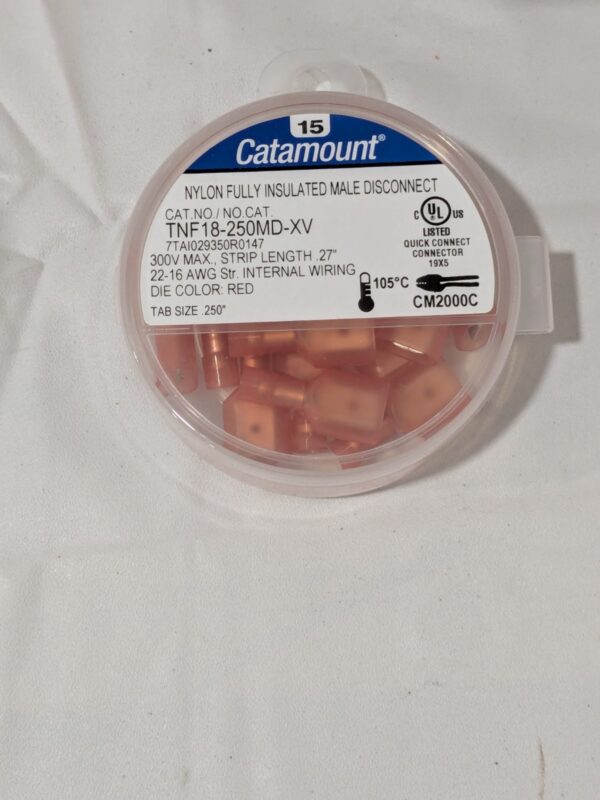 15
Catamount®
NYLON FULLY INSULATED MALE DISCONNECT
CAT.NO./ NO.CAT.
TNF18-250MD-XV
7TAI029350R0147
300V MAX., STRIP LENGTH .27"
22-16 AWG Str. INTERNAL WIRING
DIE COLOR: RED
TAB SIZE .250"
C UL US
LISTED
QUICK CONNECT
CONNECTOR
19X5
105°C
CM2000C